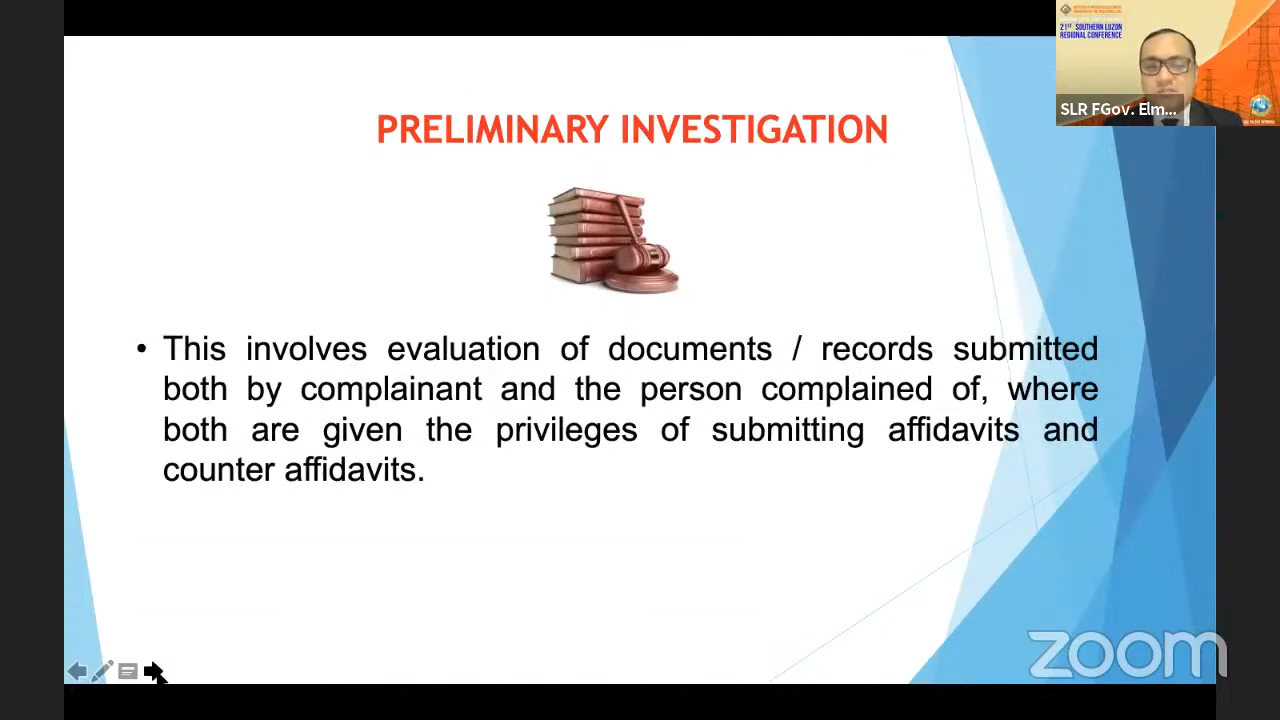 21ST SOUTHERN LUZON
REGIONAL CONFERENCE
SLR FGov. Elm...
PRELIMINARY INVESTIGATION
• This involves evaluation of documents / records submitted
both by complainant and the person complained of, where
both are given the privileges of submitting affidavits and
counter affidavits.
zoom